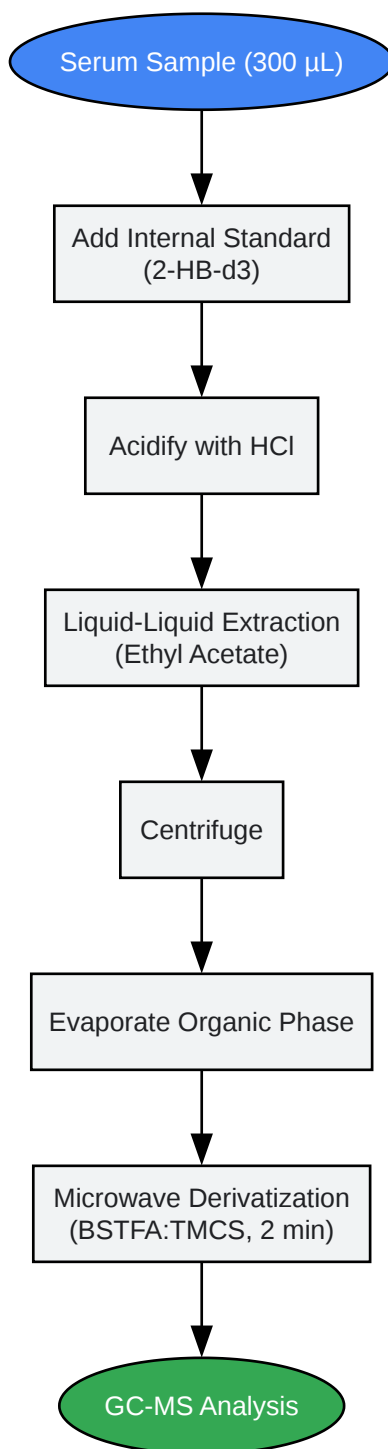 Serum Sample (300 µL)
Add Internal Standard
(2-HB-d3)
Acidify with HCl
Liquid-Liquid Extraction
(Ethyl Acetate)
Centrifuge
Evaporate Organic Phase
Microwave Derivatization
(BSTFA:TMCS, 2 min)
GC-MS Analysis